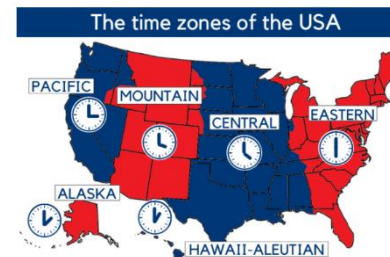 The time zones of the USA
PACIFIC
MOUNTAIN
CENTRAL
EASTERN
ALASKA
HAWAII-ALEUTIAN